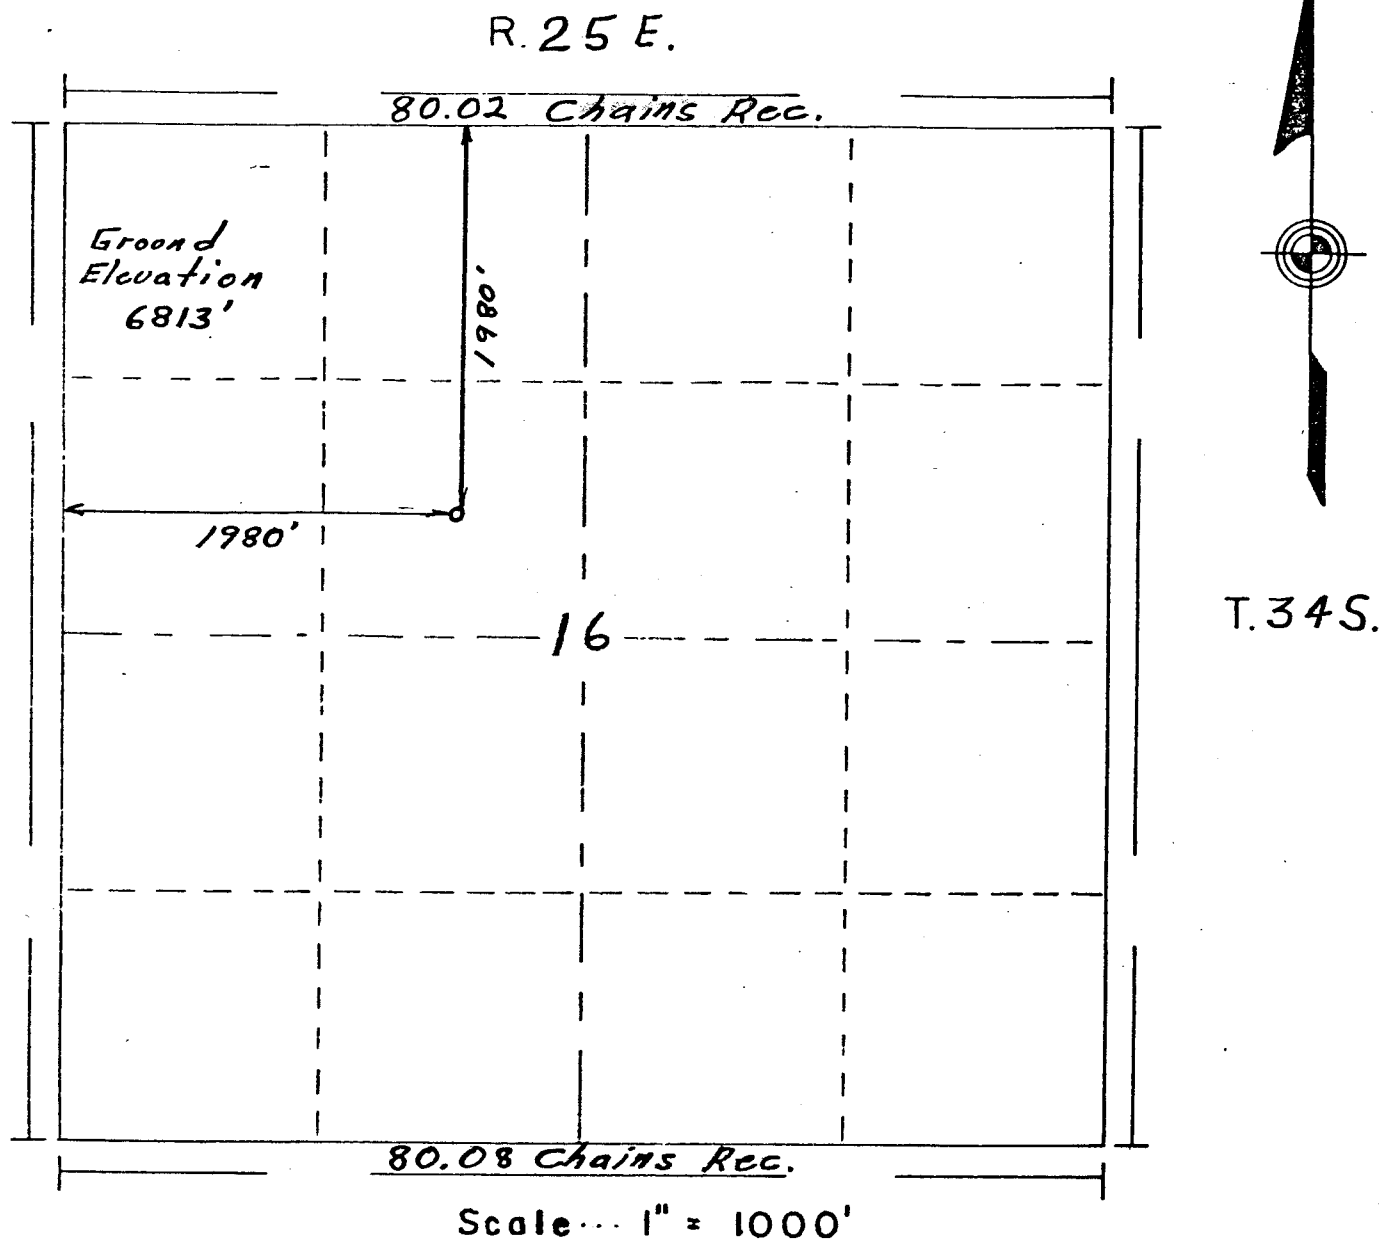 R. 25 E.
80.02 Chains Rec.
Groond
Elevation
6813'
1980'
1980'
16
T. 34 S.
80.08 Chains Rec.
Scale... 1" = 1000'